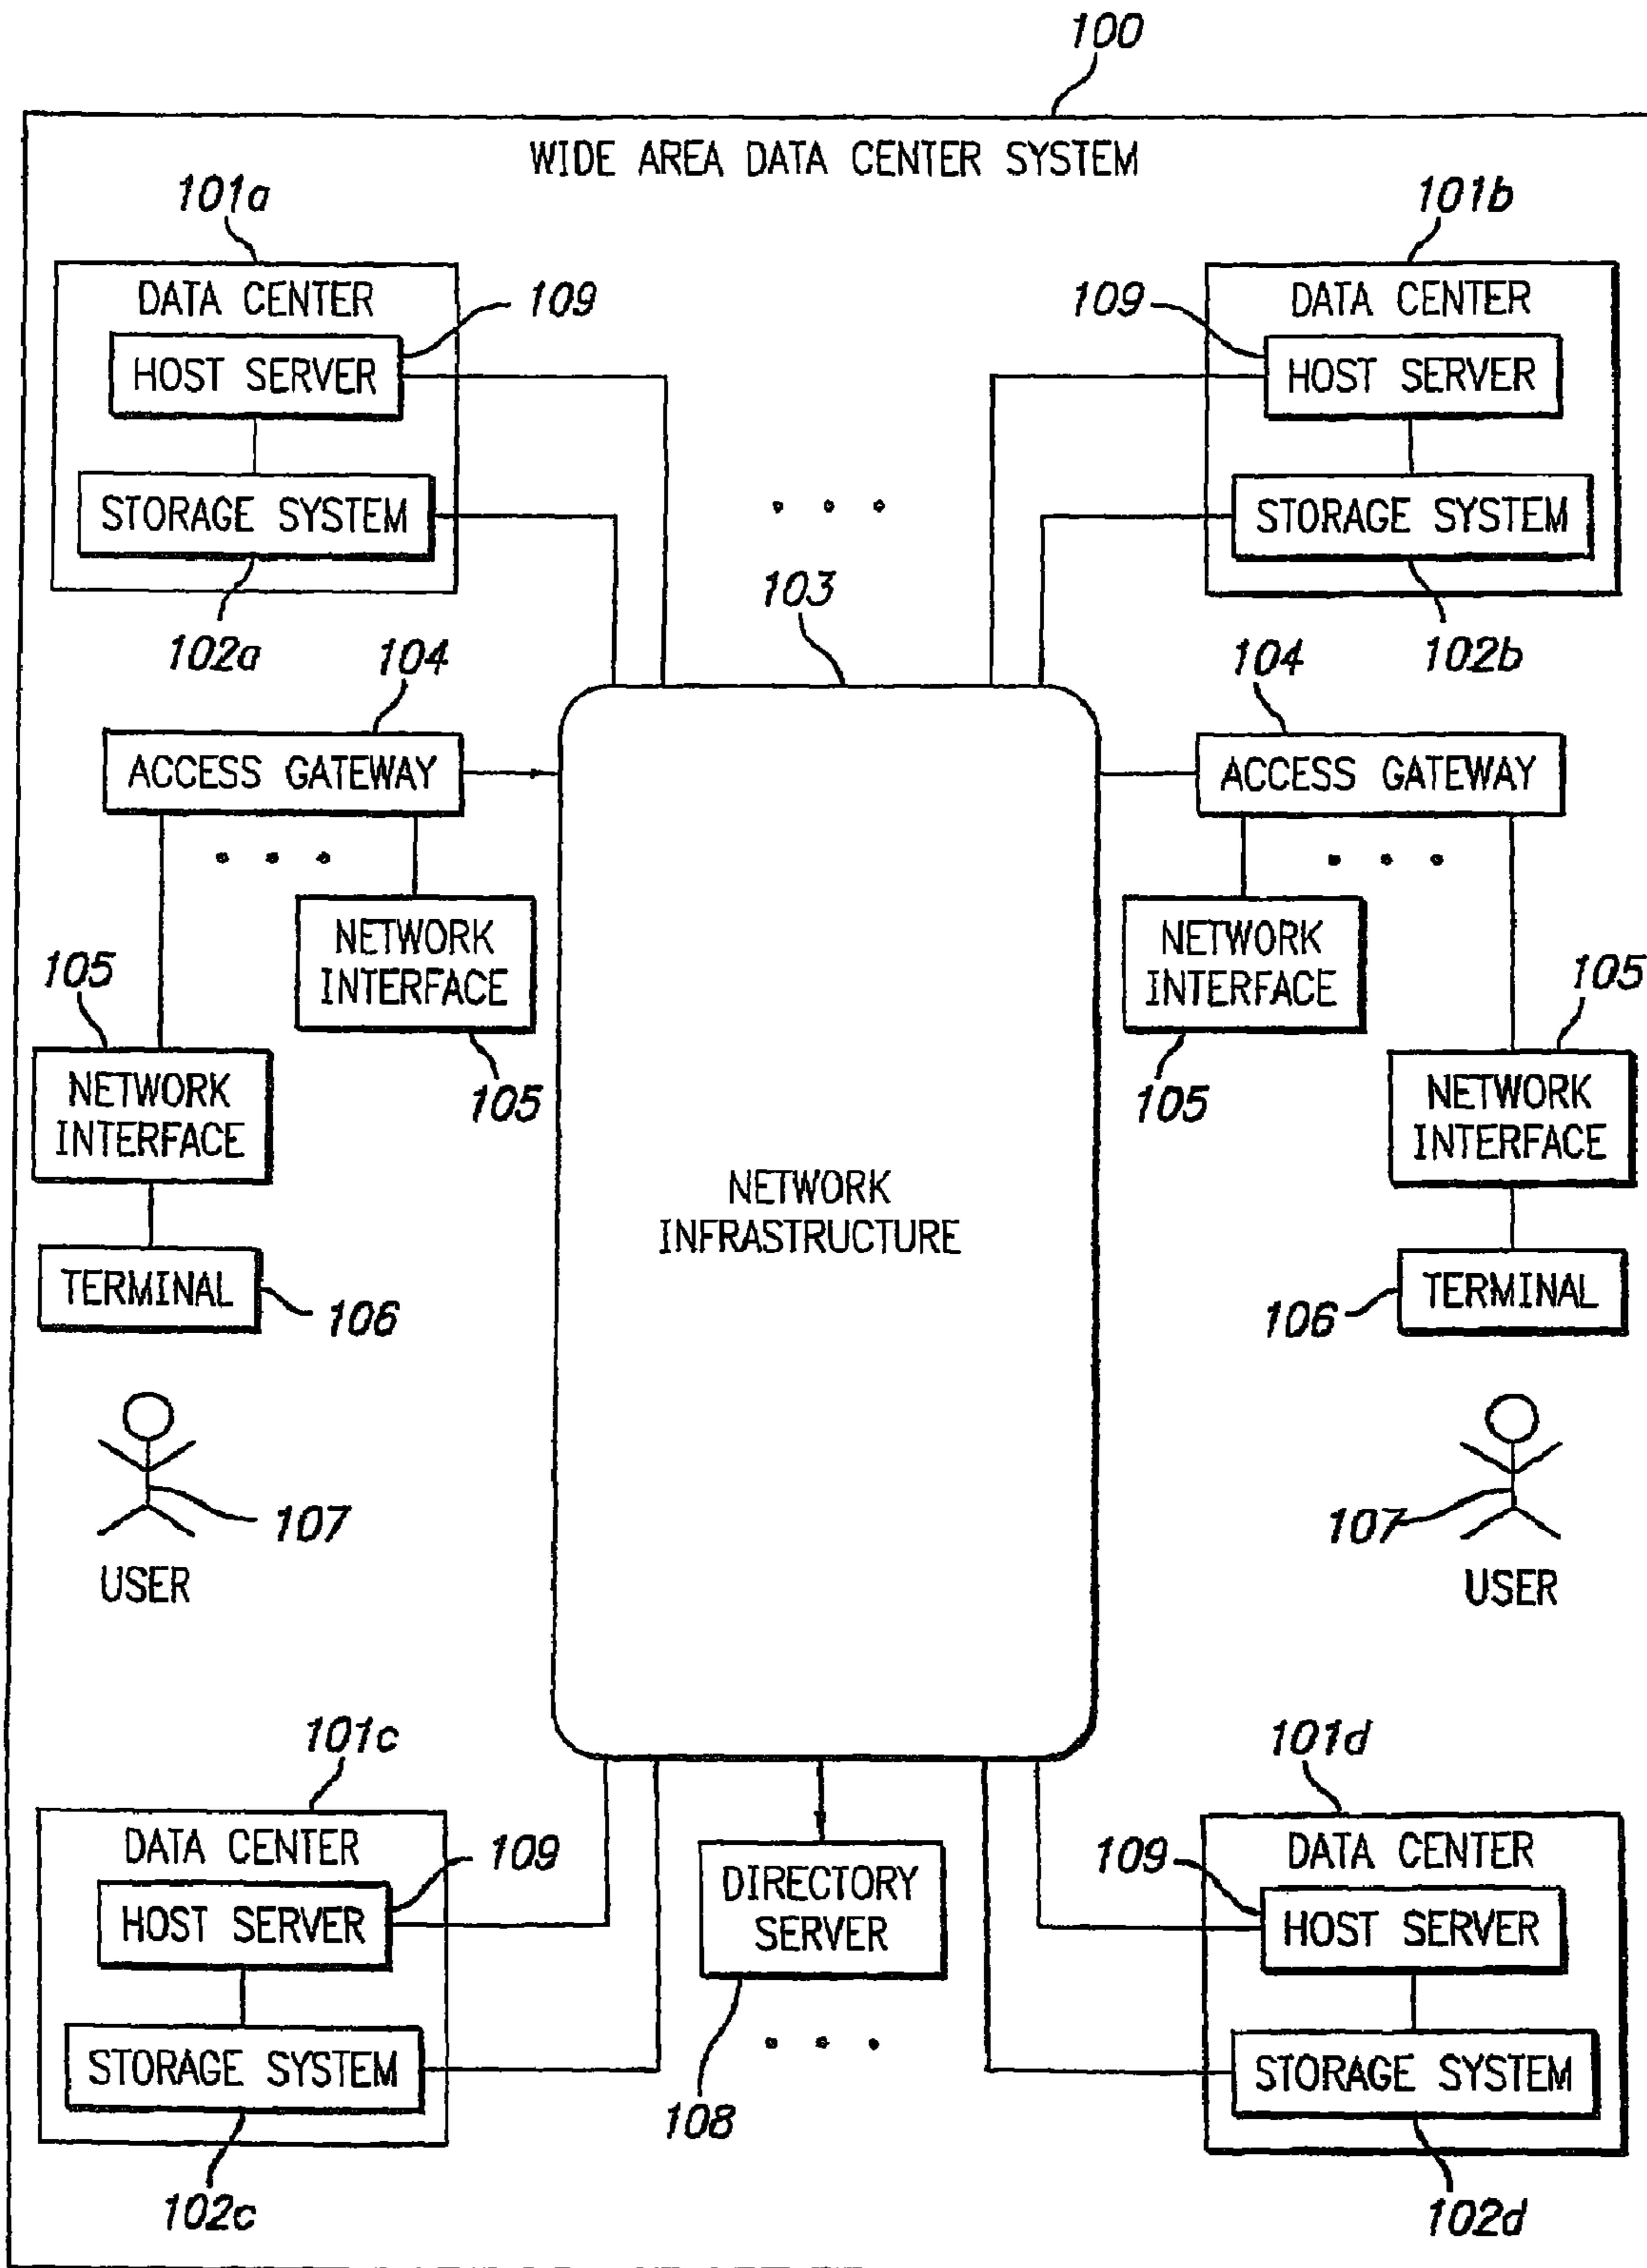 100
WIDE AREA DATA CENTER SYSTEM
101a
101b
DATA CENTER
109
109
DATA CENTER
HOST SERVER
HOST SERVER
STORAGE SYSTEM
STORAGE SYSTEM
103
102a
104
104
102b
ACCESS GATEWAY
ACCESS GATEWAY
NETWORK
INTERFACE
NETWORK
INTERFACE
105
105
105
105
NETWORK
INTERFACE
NETWORK
INTERFACE
NETWORK
INFRASTRUCTURE
TERMINAL
106
106
TERMINAL
107
107
USER
USER
101c
101d
DATA CENTER
109
109
DATA CENTER
HOST SERVER
DIRECTORY
SERVER
HOST SERVER
STORAGE SYSTEM
STORAGE SYSTEM
108
102c
102d